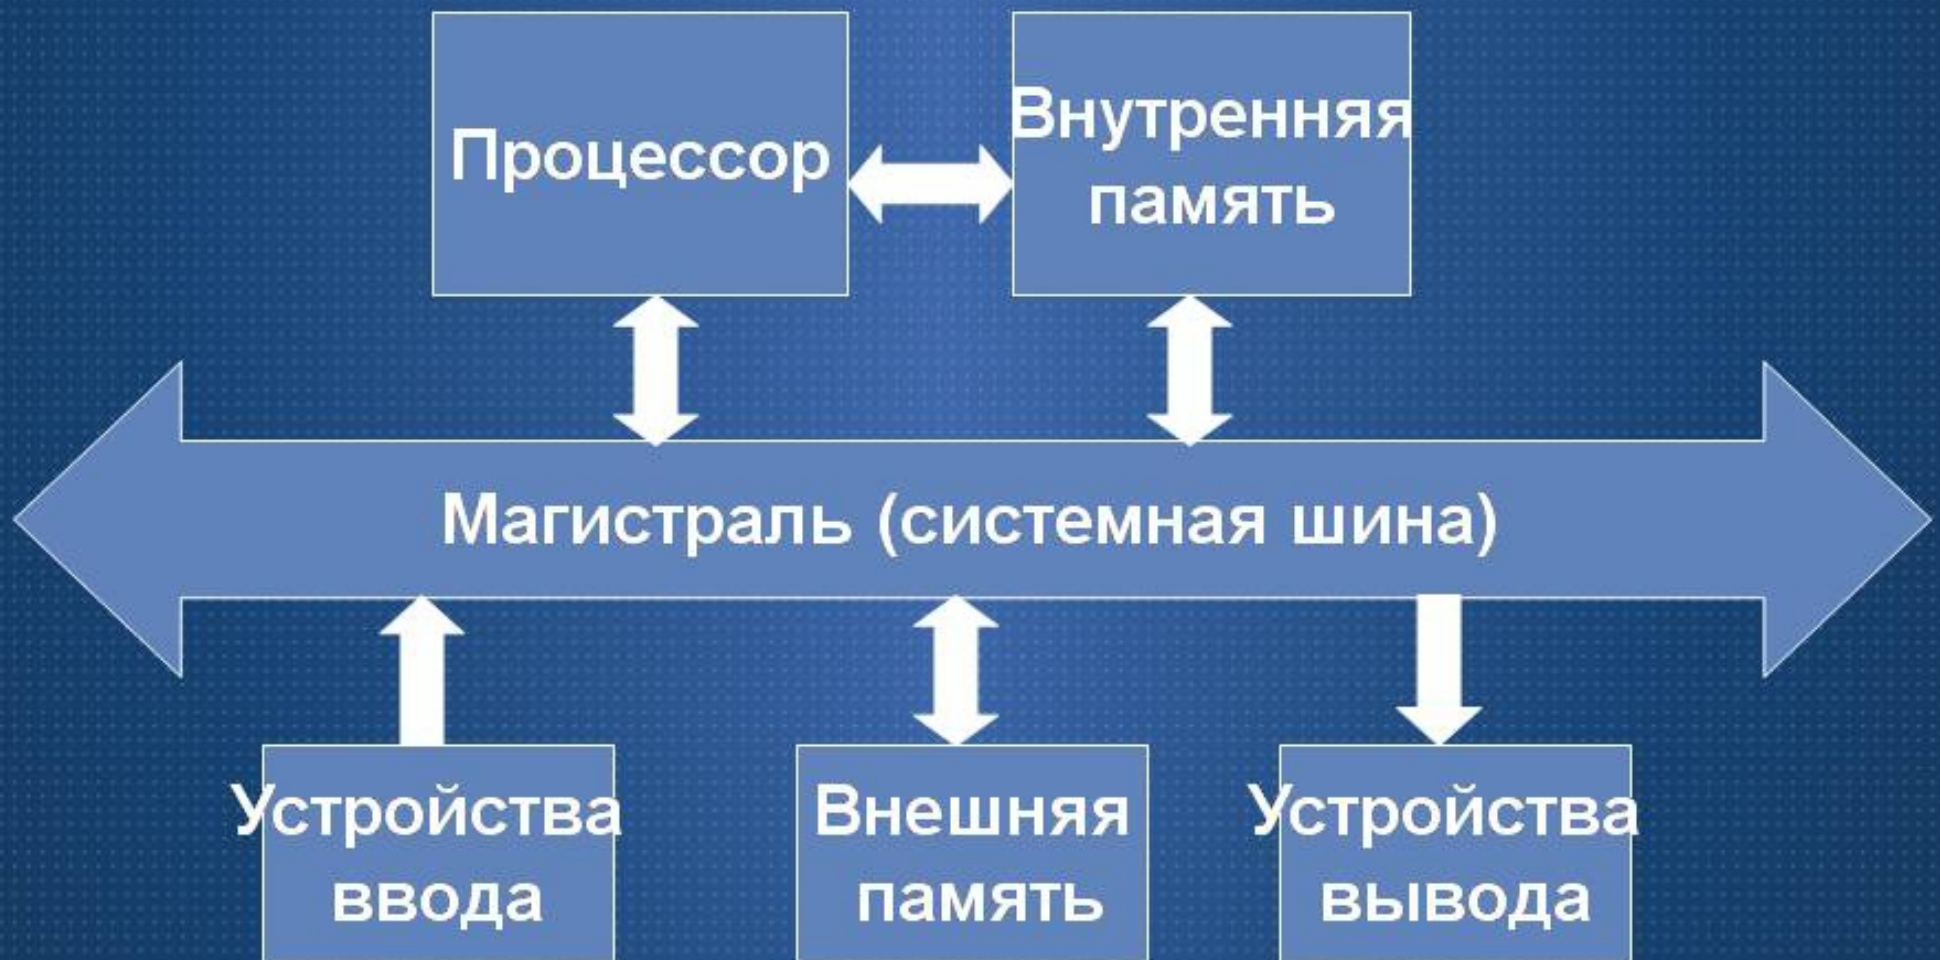 Процессор
Внутренняя
память
Магистраль (системная шина)
Устройства
ввода
Внешняя
память
Устройства
вывода